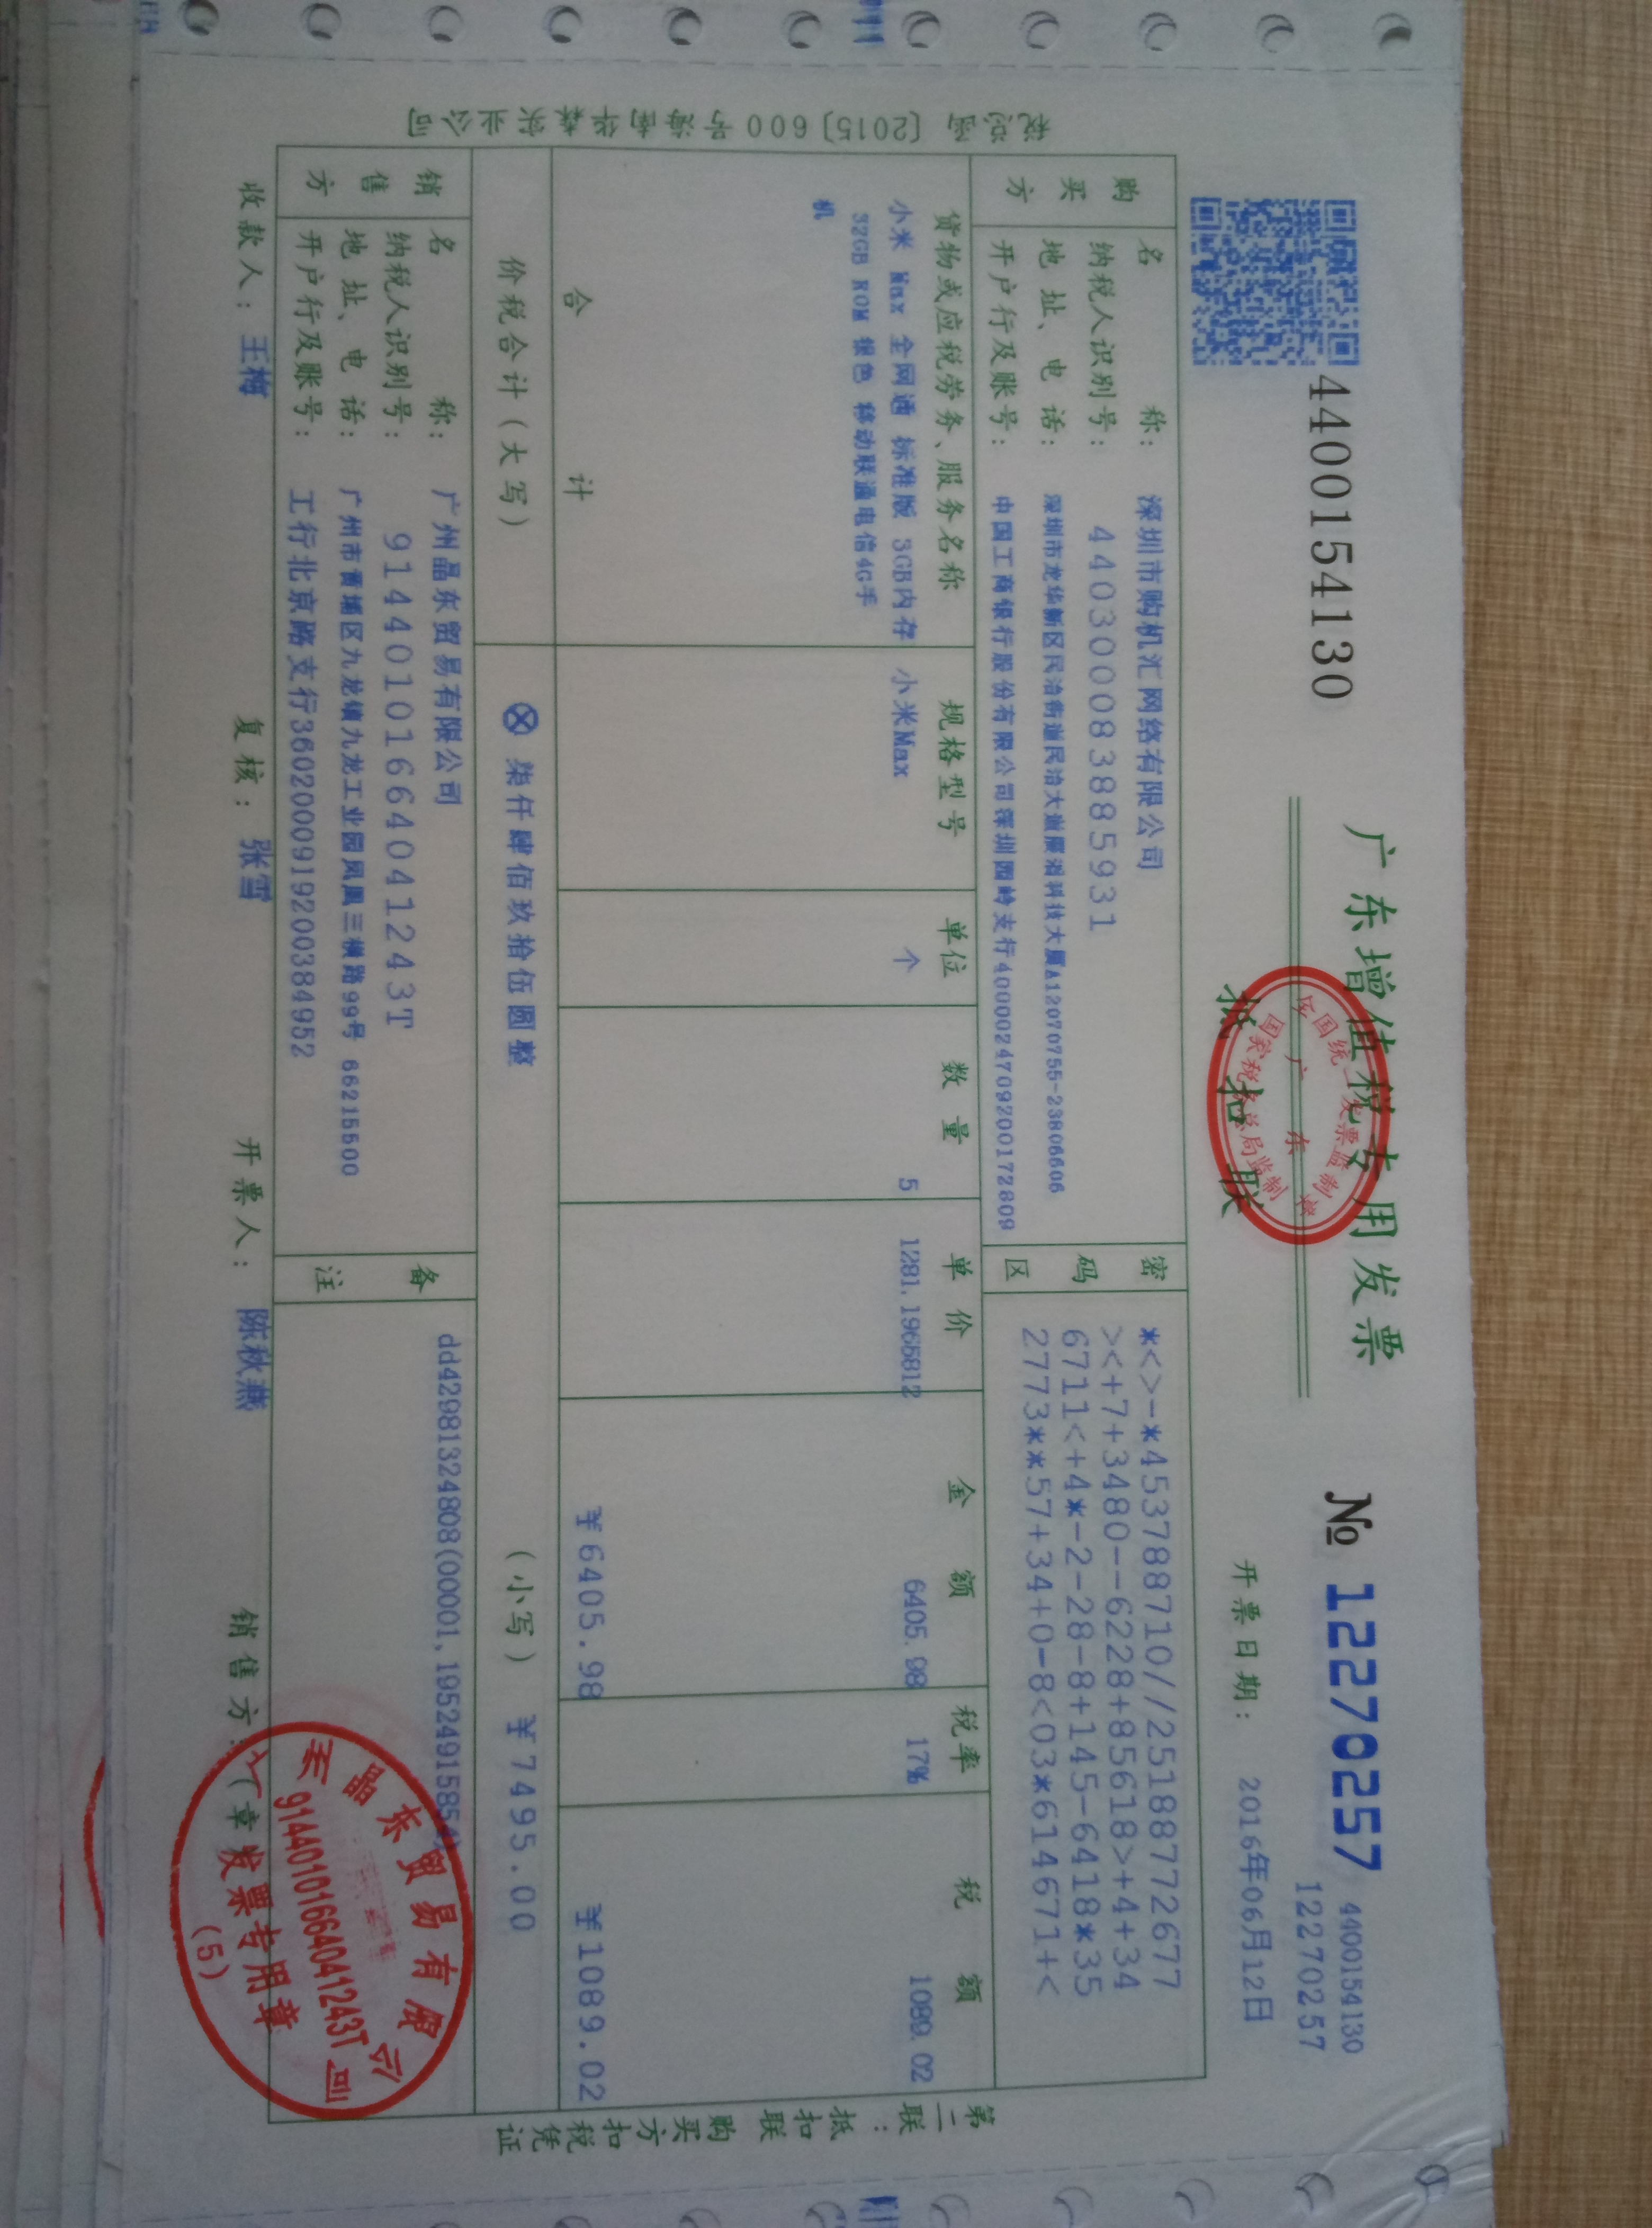 广东增值税专用发票
4400154130
№ 12270257
4400154130
12270257
全国统一发票监制章
广 东
国家税务总局监制
抵扣联
开票日期: 2016年06月12日
购买方
名 称: 深圳市购机汇网络有限公司
纳税人识别号: 440300083885931
地 址、电 话: 深圳市龙华新区民治街道民治大道展滔科技大厦A12070755-23806606
开户行及账号: 中国工商银行股份有限公司深圳园岭支行4000024709200172809
密码区
*<>-*453788710//25188772677
><+7+3480--6228+85618>+4+34
6711<+4*-2-28-8+145-6418*35
2773**57+34+0-8<03*614671+<
货物或应税劳务、服务名称 规格型号 单位 数 量 单 价 金 额 税率 税 额
小米 Max 全网通 标准版 3GB内存 小米Max 个 5 1281.1965812 6405.98 17% 1089.02
32GB ROM 银色 移动联通电信4G手
机
合 计 ¥6405.98 ¥1089.02
价税合计(大写) ⊗ 柒仟肆佰玖拾伍圆整 (小写) ¥7495.00
销售方
名 称: 广州晶东贸易有限公司
纳税人识别号: 91440101664041243T
地 址、电 话: 广州市黄埔区九龙镇九龙工业园凤凰三横路99号 66215500
开户行及账号: 工行北京路支行3602000919200384952
备注
dd42981324808(00001,19524915854)
收款人: 王梅 复核: 张雪 开票人: 陈秋燕 销售方:(章
广州晶东贸易有限公司
91440101664041243T
发票专用章
(5)
税总函〔2015〕600号海南华森实业公司
第二联:抵扣联 购买方扣税凭证